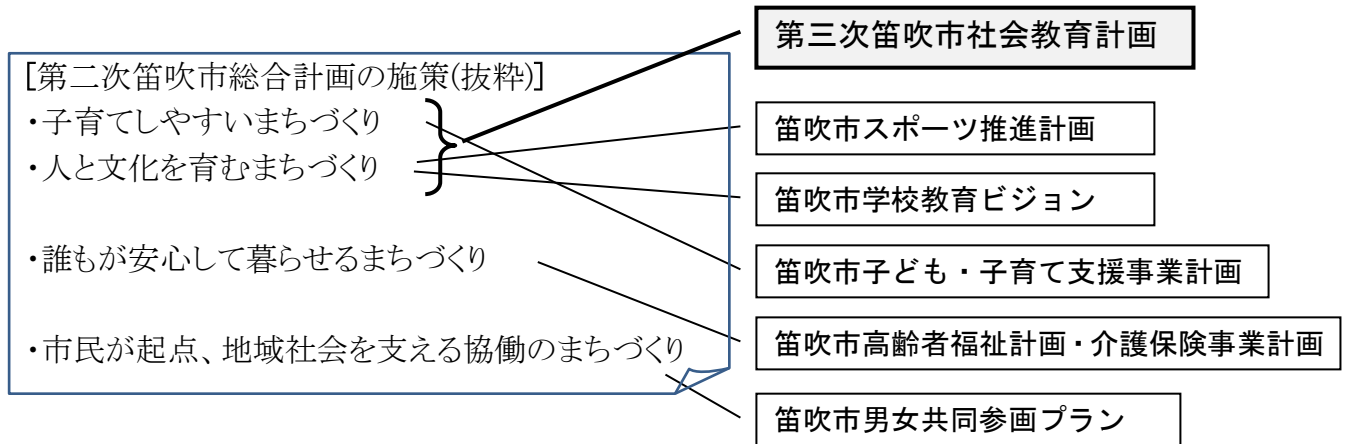 第三次笛吹市社会教育計画
[第二次笛吹市総合計画の施策(抜粋)]
・子育てしやすいまちづくり
・人と文化を育むまちづくり
・誰もが安心して暮らせるまちづくり
・市民が起点、地域社会を支える協働のまちづくり
笛吹市スポーツ推進計画
笛吹市学校教育ビジョン
笛吹市子ども・子育て支援事業計画
笛吹市高齢者福祉計画・介護保険事業計画
笛吹市男女共同参画プラン